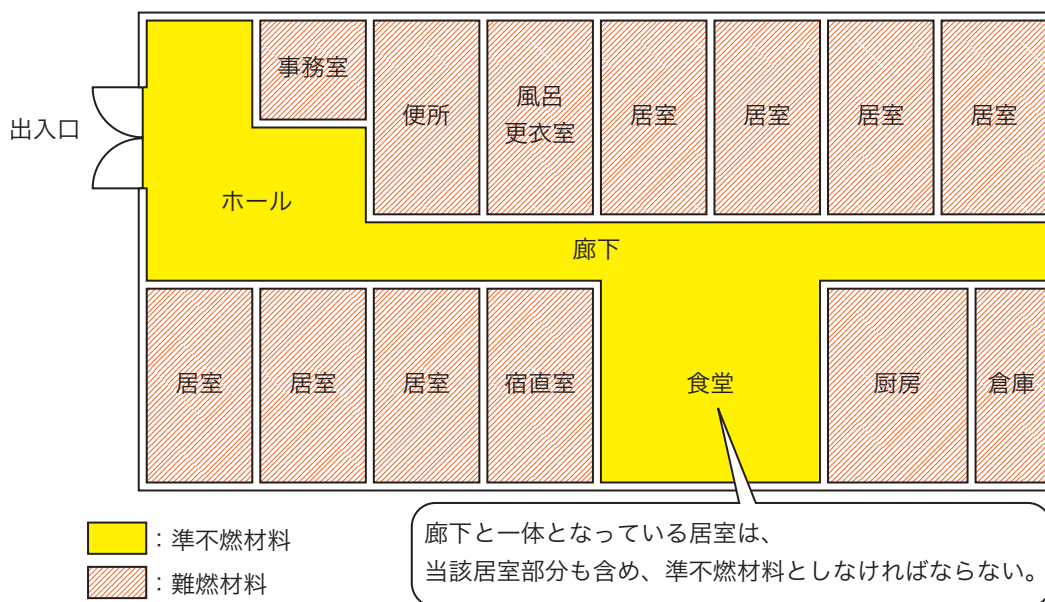 事務室
便所
風呂
更衣室
居室
居室
居室
居室
出入口
ホール
廊下
居室
居室
居室
宿直室
食堂
厨房
倉庫
：準不燃材料
：難燃材料
廊下と一体となっている居室は、
当該居室部分も含め、準不燃材料としなければならない。